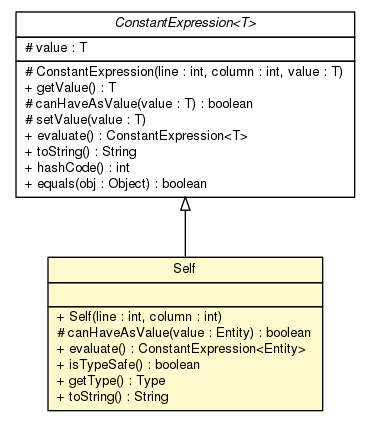 ConstantExpression<T>
# value : T
# ConstantExpression(line : int, column : int, value : T)
+ getValue() : T
# canHaveAsValue(value : T) : boolean
# setValue(value : T)
+ evaluate() : ConstantExpression<T>
+ toString() : String
+ hashCode() : int
+ equals(obj : Object) : boolean
Self
+ Self(line : int, column : int)
# canHaveAsValue(value : Entity) : boolean
+ evaluate() : ConstantExpression<Entity>
+ isTypeSafe() : boolean
+ getType() : Type
+ toString() : String